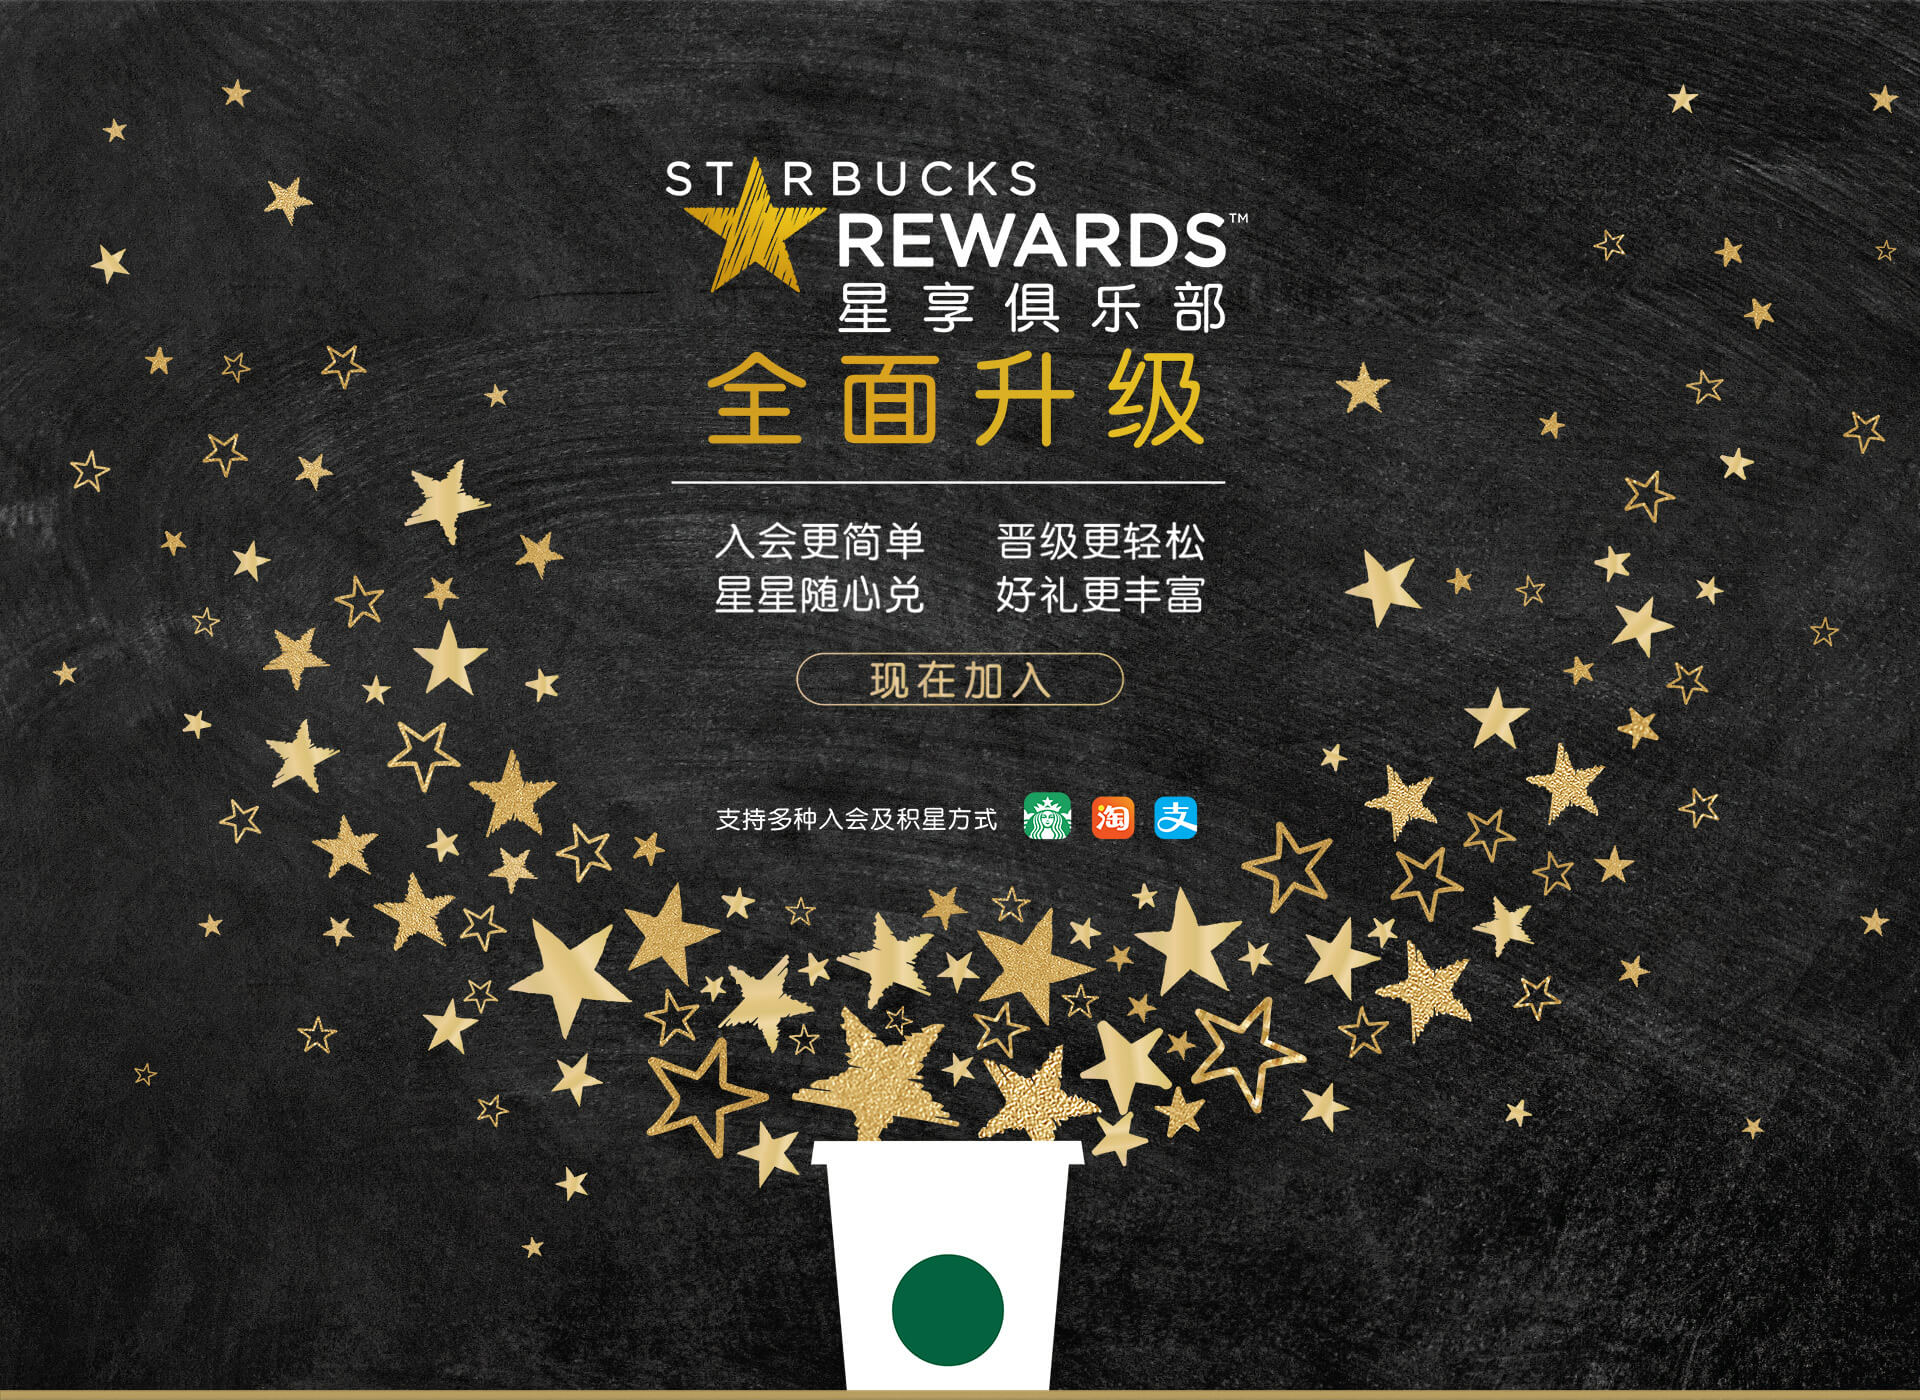 STARBUCKS
REWARDS™
星享俱乐部
全面升级
入会更简单 晋级更轻松
星星随心兑 好礼更丰富
现在加入
支持多种入会及积星方式 淘 支